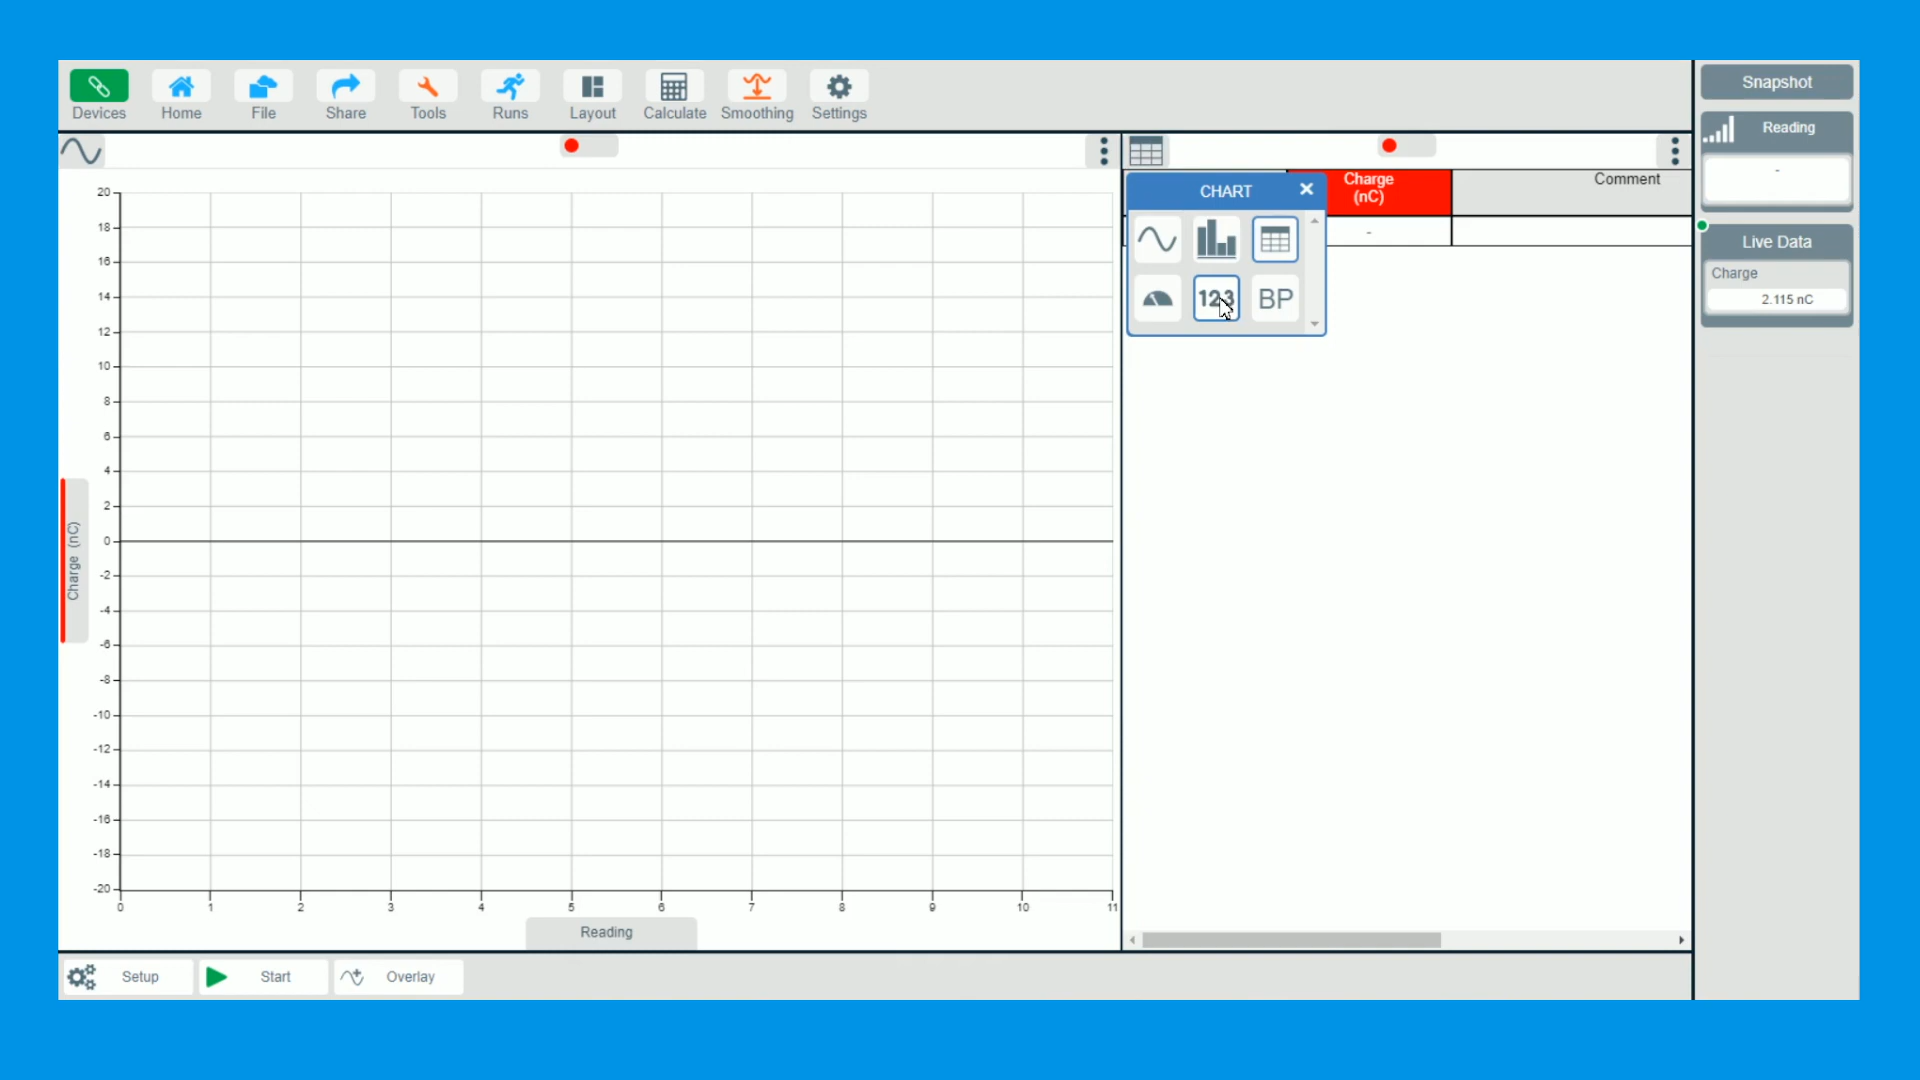 Devices
Home
File
Share
Tools
Runs
Layout
Calculate
Smoothing
Settings
Snapshot
Reading
-
Live Data
Charge
2.115 nC
CHART
123
BP
Charge
(nC)
Comment
-
20
18
16
14
12
10
8
6
4
2
0
-2
-4
-6
-8
-10
-12
-14
-16
-18
-20
Charge (nC)
0 1 2 3 4 5 6 7 8 9 10 11
Reading
Setup
Start
Overlay